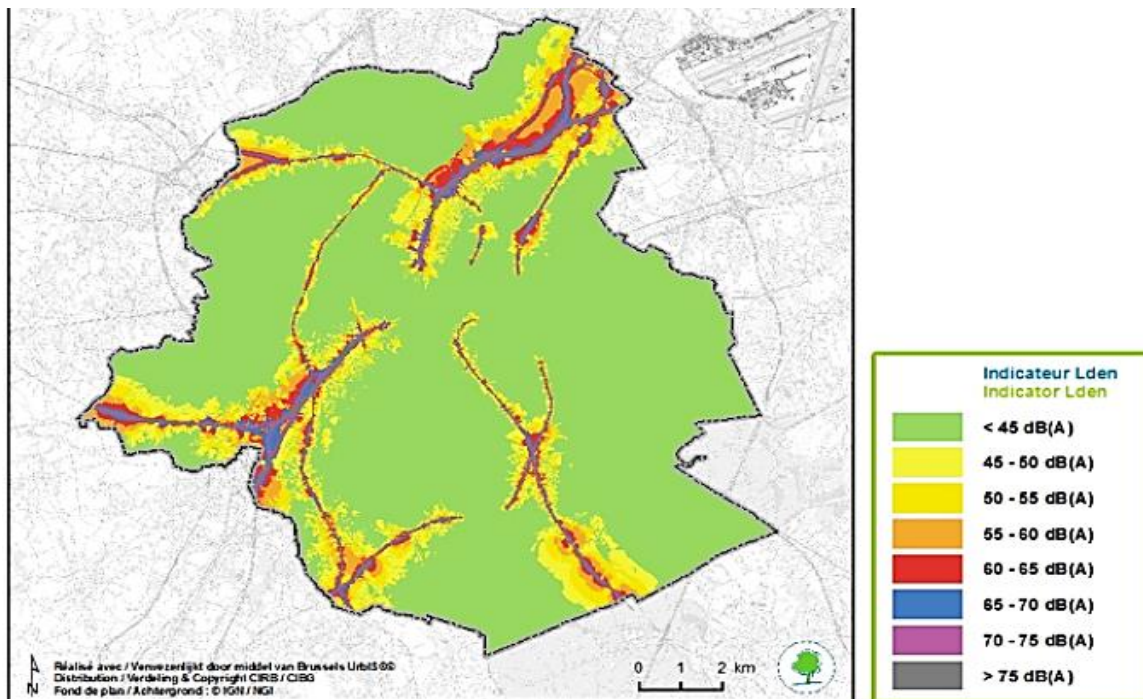 Indicateur Lden
Indicator Lden
< 45 dB(A)
45 - 50 dB(A)
50 - 55 dB(A)
55 - 60 dB(A)
60 - 65 dB(A)
65 - 70 dB(A)
70 - 75 dB(A)
> 75 dB(A)
0 1 2 km
N
Réalisé avec / Verwezenlijkt door middel van Brussels UrbIS®©
Distribution / Verdeling & Copyright CIRB / CIBG
Fond de plan / Achtergrond : © IGN / NGI